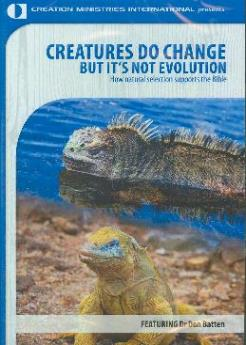 CREATION MINISTRIES INTERNATIONAL presents
CREATURES DO CHANGE
BUT IT'S NOT EVOLUTION
How natural selection supports the Bible
FEATURING Dr Don Batten